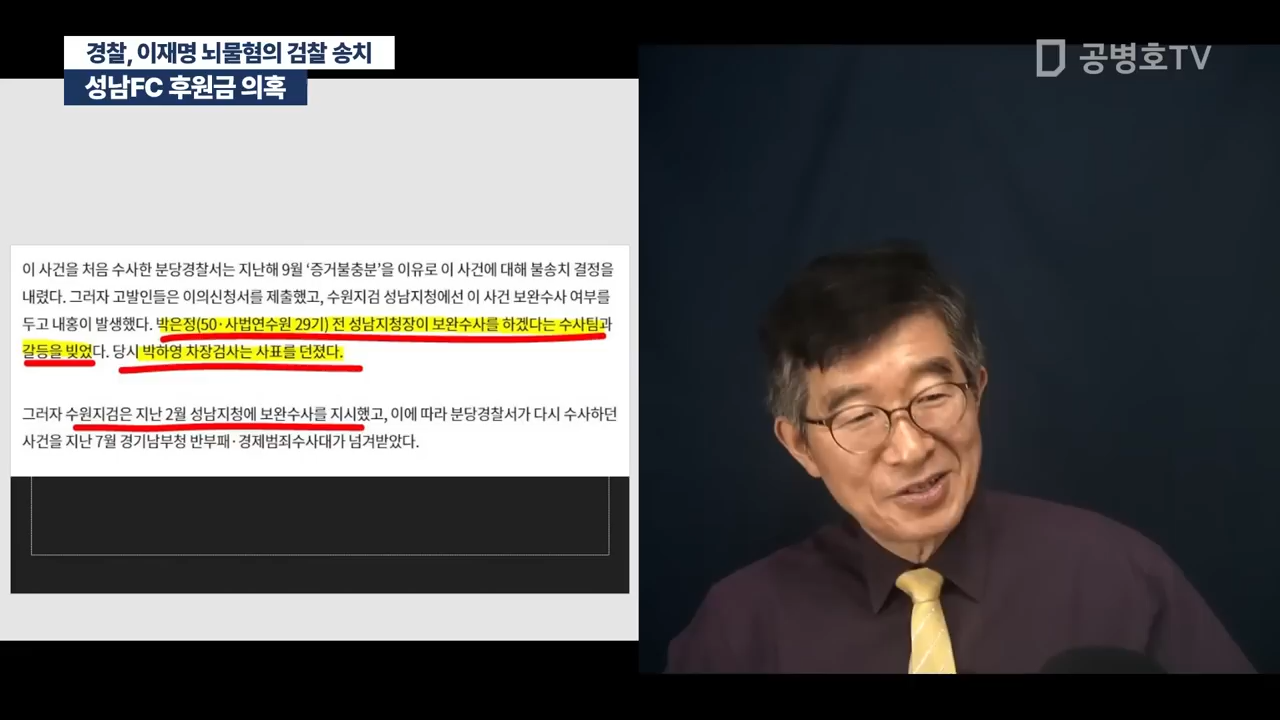 경찰, 이재명 뇌물혐의 검찰 송치
성남FC 후원금 의혹
공병호TV
이 사건을 처음 수사한 분당경찰서는 지난해 9월 ‘증거불충분’을 이유로 이 사건에 대해 불송치 결정을
내렸다. 그러자 고발인들은 이의신청서를 제출했고, 수원지검 성남지청에선 이 사건 보완수사 여부를
두고 내홍이 발생했다. 박은정(50·사법연수원 29기) 전 성남지청장이 보완수사를 하겠다는 수사팀과
갈등을 빚었다. 당시 박하영 차장검사는 사표를 던졌다.
그러자 수원지검은 지난 2월 성남지청에 보완수사를 지시했고, 이에 따라 분당경찰서가 다시 수사하던
사건을 지난 7월 경기남부청 반부패·경제범죄수사대가 넘겨받았다.